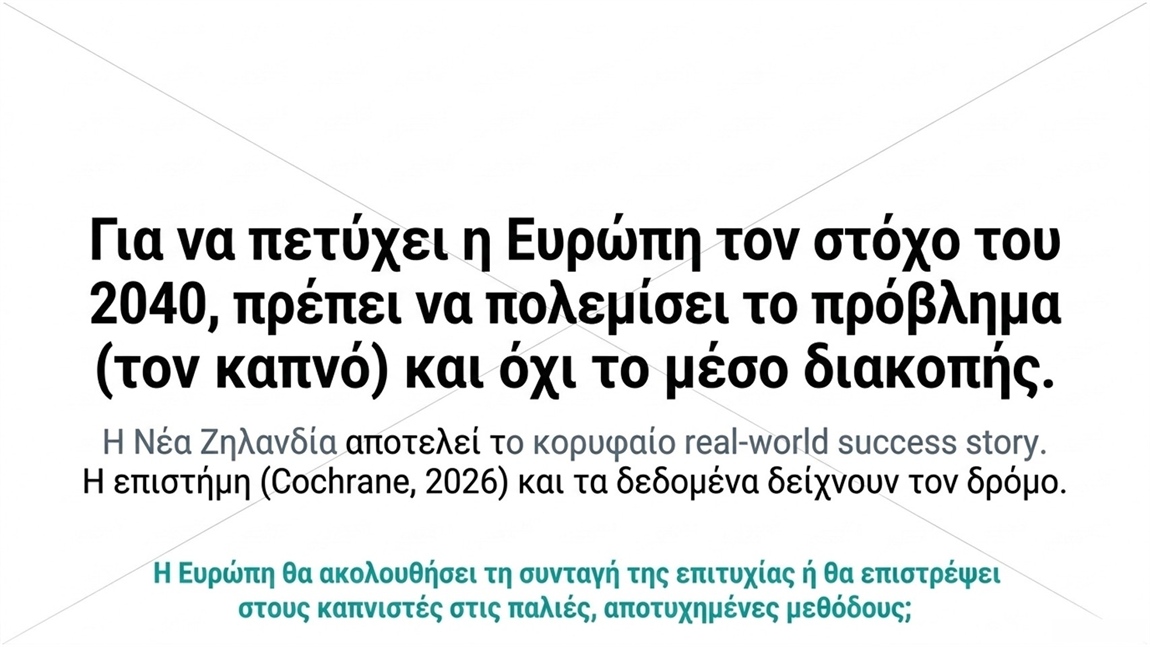 Για να πετύχει η Ευρώπη τον στόχο του
2040, πρέπει να πολεμίσει το πρόβλημα
(τον καπνό) και όχι το μέσο διακοπής.
Η Νέα Ζηλανδία αποτελεί το κορυφαίο real-world success story.
Η επιστήμη (Cochrane, 2026) και τα δεδομένα δείχνουν τον δρόμο.
Η Ευρώπη θα ακολουθήσει τη συνταγή της επιτυχίας ή θα επιστρέψει
στους καπνιστές στις παλιές, αποτυχημένες μεθόδους;